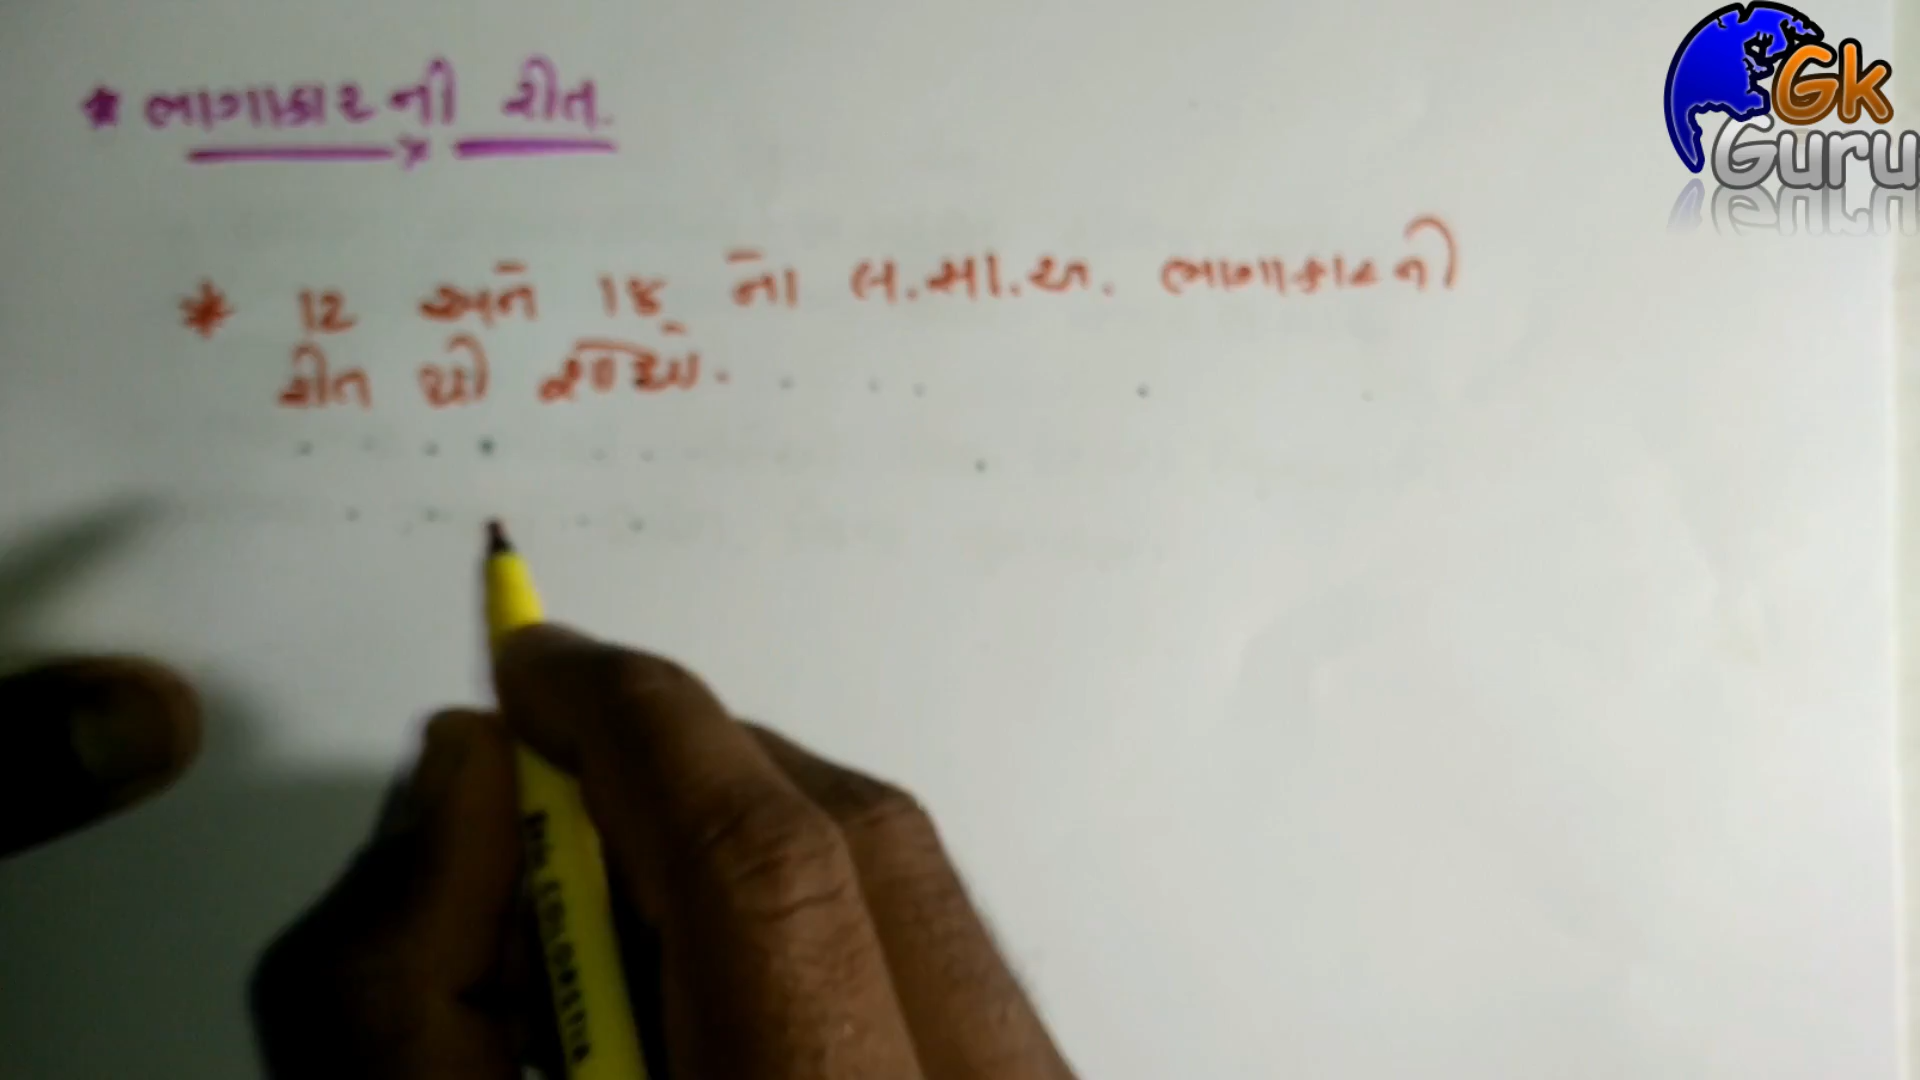 * ભાગાકારની રીત.
* 12 અને 18 ના લ.સા.અ. ભાગાકારની
રીત થી શોધો.
Gk
Guru